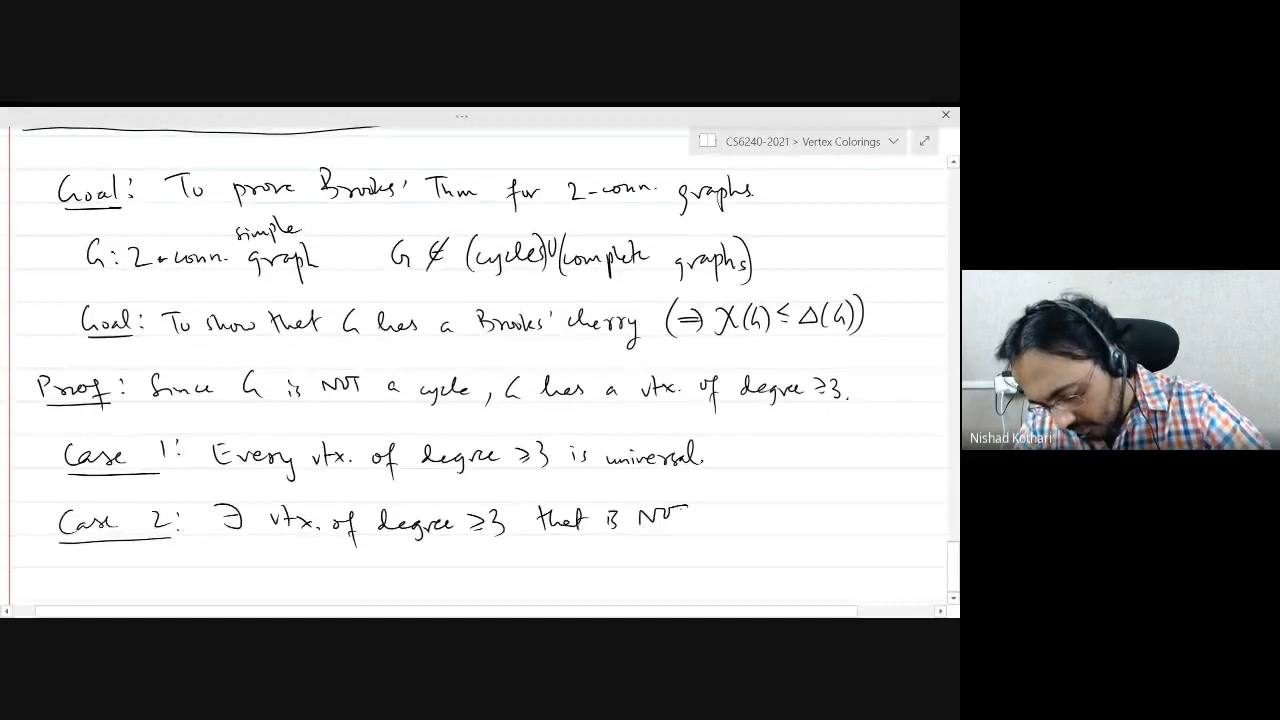 CS6240-2021 > Vertex Colorings
Goal: To prove Brooks' Thm for 2-conn. graphs.
simple
G: 2-conn. graph G ∉ (cycles) ∪ (complete graphs)
Goal: To show that G has a Brooks' cherry (⇒ χ(G) ≤ Δ(G))
Proof: Since G is NOT a cycle, G has a vtx. of degree ≥3.
Case 1: Every vtx. of degree ≥3 is universal.
Case 2: ∃ vtx. of degree ≥3 that is NOT
Nishad Kothari